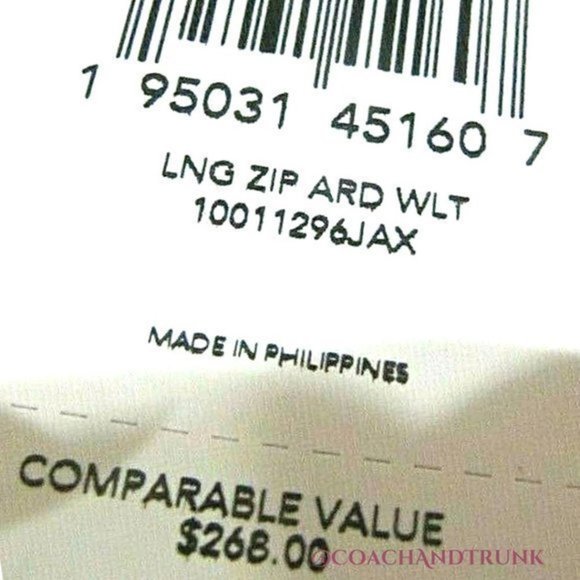 1 95031 45160 7
LNG ZIP ARD WLT
10011296JAX
MADE IN PHILIPPINES
COMPARABLE VALUE
$268.00
@COACHANDTRUNK